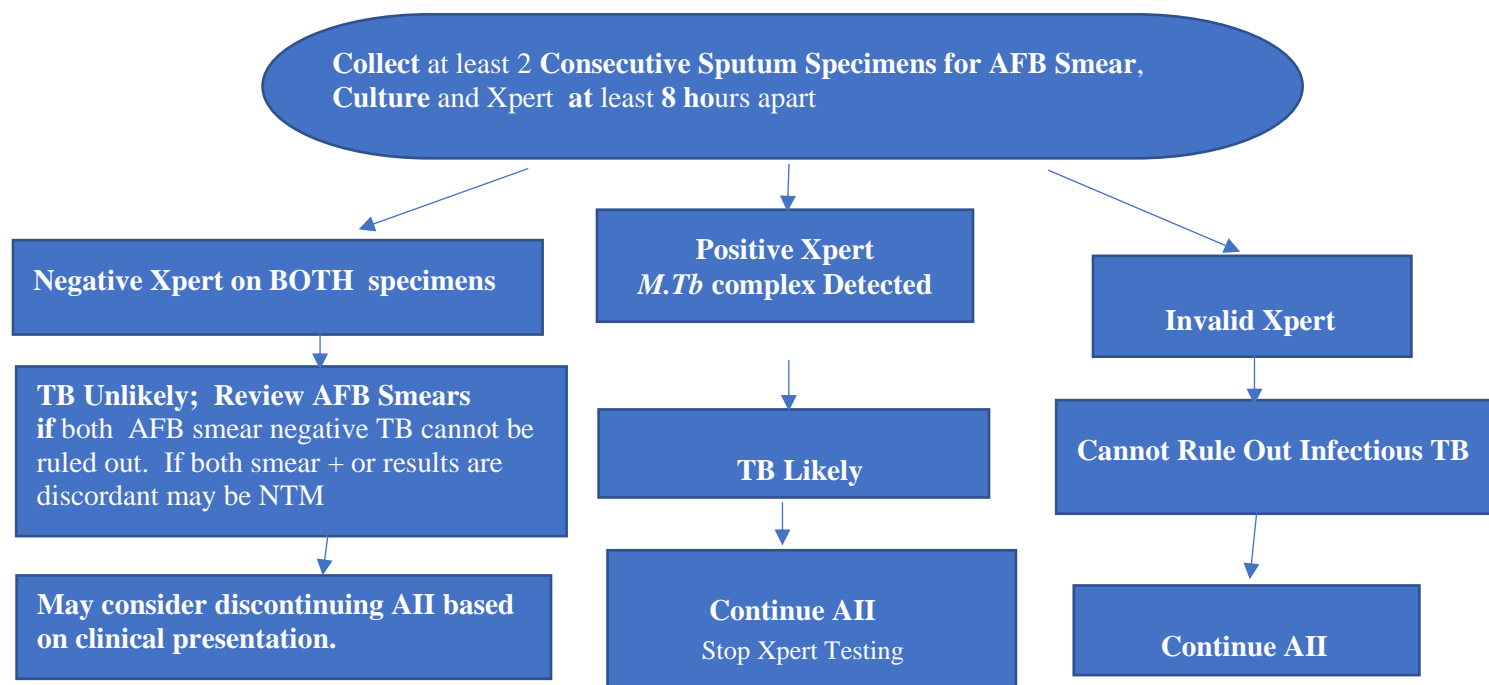 Collect at least 2 Consecutive Sputum Specimens for AFB Smear,
Culture and Xpert at least 8 hours apart
Negative Xpert on BOTH specimens
TB Unlikely; Review AFB Smears
if both AFB smear negative TB cannot be
ruled out. If both smear + or results are
discordant may be NTM
May consider discontinuing AII based
on clinical presentation.
Positive Xpert
M.Tb complex Detected
TB Likely
Continue AII
Stop Xpert Testing
Invalid Xpert
Cannot Rule Out Infectious TB
Continue AII